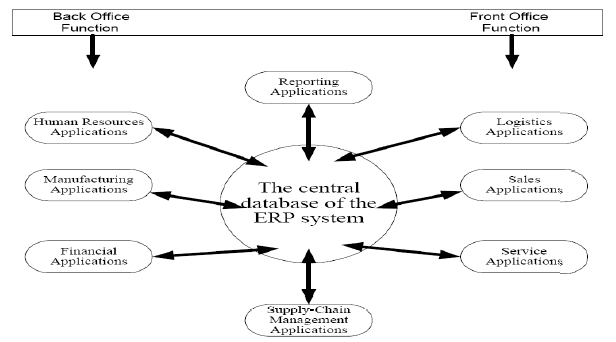 Back Office
Function
Front Office
Function
Reporting
Applications
Human Resources
Applications
Logistics
Applications
Manufacturing
Applications
The central
database of the
ERP system
Sales
Applications
Financial
Applications
Service
Applications
Supply-Chain
Management
Applications